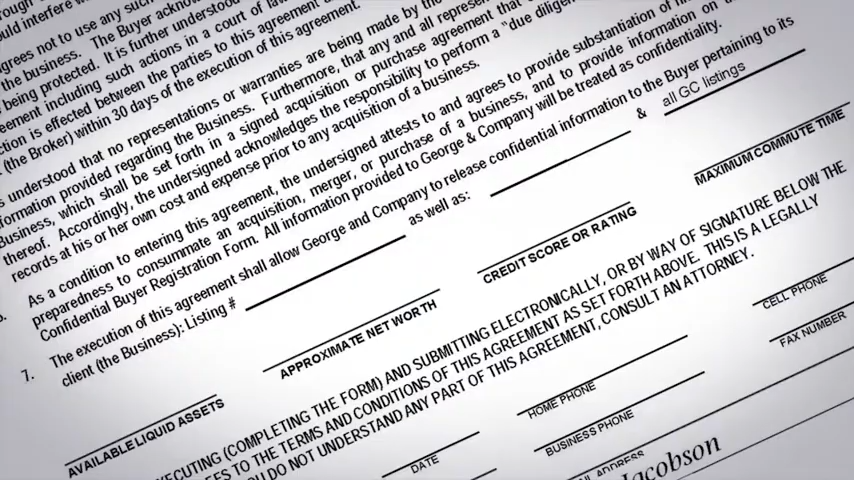 agrees not to use any such
the business. The Buyer
being protected. It is further understood
including such actions in a court of law
ction is effected between the parties to this agreement
(the Broker) within 30 days of the execution of this agreement.
understood that no representations or warranties are being made by the
formation provided regarding the Business. Furthermore, that any and all
Business, which shall be set forth in a signed acquisition or purchase agreement that
thereof. Accordingly, the undersigned acknowledges the responsibility to perform a "due
records at his or her own cost and expense prior to any acquisition of a business.
As a condition to entering this agreement, the undersigned attests to and agrees to provide substantiation of
preparedness to consummate an acquisition, merger, or purchase of a business, and to provide information on
Confidential Buyer Registration Form. All information provided to George & Company will be treated as confidentiality.
7. The execution of this agreement shall allow George and Company to release confidential information to the Buyer pertaining to its
client (the Business): Listing # as well as: & all GC listings
AVAILABLE LIQUID ASSETS APPROXIMATE NET WORTH CREDIT SCORE OR RATING MAXIMUM COMMUTE TIME
(COMPLETING THE FORM) AND SUBMITTING ELECTRONICALLY, OR BY WAY OF SIGNATURE BELOW THE
TO THE TERMS AND CONDITIONS OF THIS AGREEMENT AS SET FORTH ABOVE. THIS IS A LEGALLY
DO NOT UNDERSTAND ANY PART OF THIS AGREEMENT, CONSULT AN ATTORNEY.
DATE HOME PHONE CELL PHONE
BUSINESS PHONE FAX NUMBER
ADDRESS
Jacobson